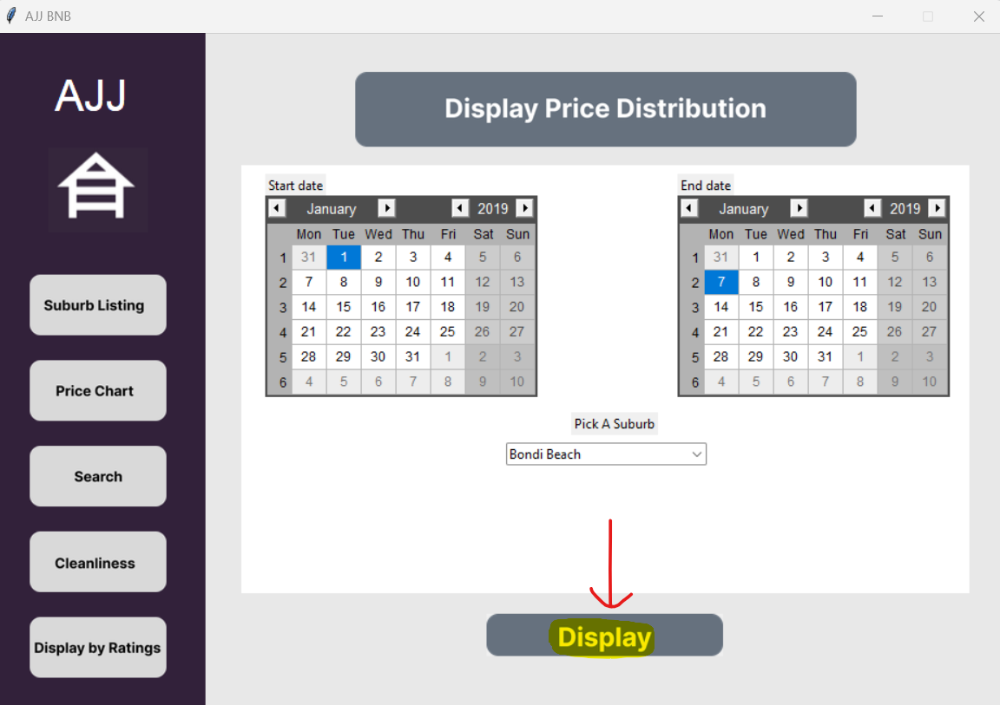 AJJ BNB
AJJ
Suburb Listing
Price Chart
Search
Cleanliness
Display by Ratings
Display Price Distribution
Start date
January 2019
Mon Tue Wed Thu Fri Sat Sun
1 31 1 2 3 4 5 6
2 7 8 9 10 11 12 13
3 14 15 16 17 18 19 20
4 21 22 23 24 25 26 27
5 28 29 30 31 1 2 3
6 4 5 6 7 8 9 10
End date
January 2019
Mon Tue Wed Thu Fri Sat Sun
1 31 1 2 3 4 5 6
2 7 8 9 10 11 12 13
3 14 15 16 17 18 19 20
4 21 22 23 24 25 26 27
5 28 29 30 31 1 2 3
6 4 5 6 7 8 9 10
Pick A Suburb
Bondi Beach
Display